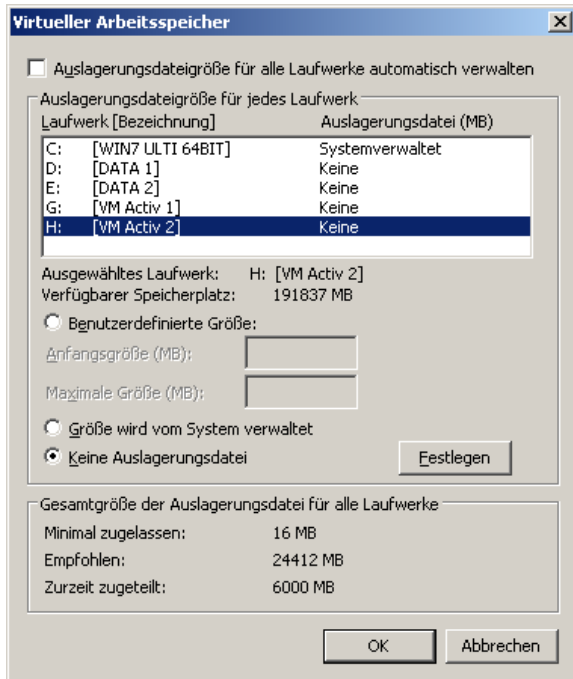 Virtueller Arbeitsspeicher
Auslagerungsdateigröße für alle Laufwerke automatisch verwalten
Auslagerungsdateigröße für jedes Laufwerk
Laufwerk [Bezeichnung] Auslagerungsdatei (MB)
C: [WIN7 ULTI 64BIT] Systemverwaltet
D: [DATA 1] Keine
E: [DATA 2] Keine
G: [VM Activ 1] Keine
H: [VM Activ 2] Keine
Ausgewähltes Laufwerk: H: [VM Activ 2]
Verfügbarer Speicherplatz: 191837 MB
Benutzerdefinierte Größe:
Anfangsgröße (MB):
Maximale Größe (MB):
Größe wird vom System verwaltet
Keine Auslagerungsdatei Festlegen
Gesamtgröße der Auslagerungsdatei für alle Laufwerke
Minimal zugelassen: 16 MB
Empfohlen: 24412 MB
Zurzeit zugeteilt: 6000 MB
OK Abbrechen